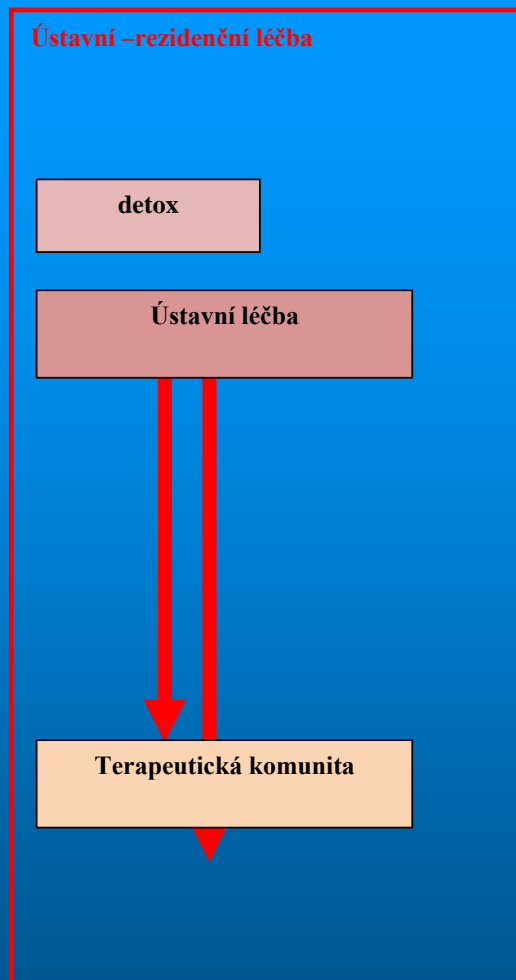 Ústavní –rezidenční léčba
detox
Ústavní léčba
Terapeutická komunita